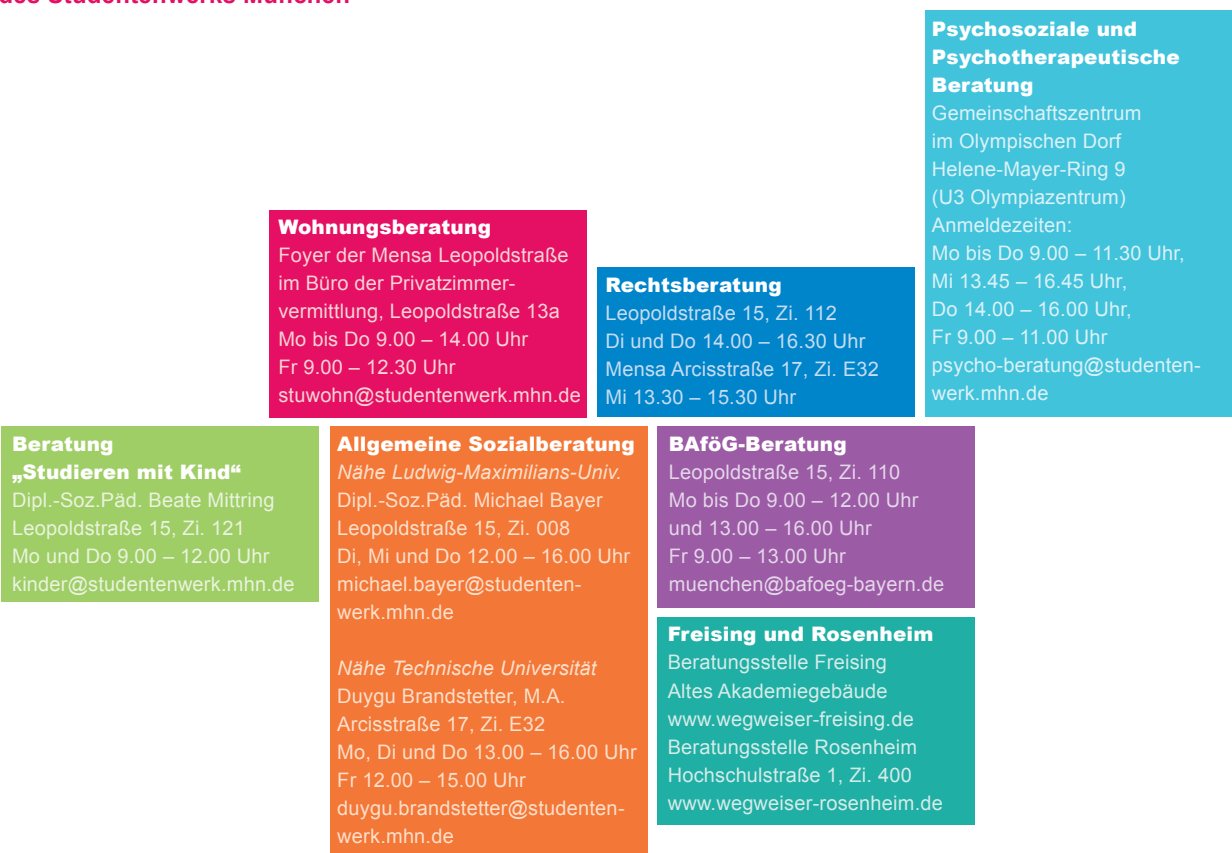 des Studentenwerks München
Psychosoziale und
Psychotherapeutische
Beratung
Gemeinschaftszentrum
im Olympischen Dorf
Helene-Mayer-Ring 9
(U3 Olympiazentrum)
Anmeldezeiten:
Mo bis Do 9.00 – 11.30 Uhr,
Mi 13.45 – 16.45 Uhr,
Do 14.00 – 16.00 Uhr,
Fr 9.00 – 11.00 Uhr
psycho-beratung@studenten-
werk.mhn.de
Wohnungsberatung
Foyer der Mensa Leopoldstraße
im Büro der Privatzimmer-
vermittlung, Leopoldstraße 13a
Mo bis Do 9.00 – 14.00 Uhr
Fr 9.00 – 12.30 Uhr
stuwohn@studentenwerk.mhn.de
Rechtsberatung
Leopoldstraße 15, Zi. 112
Di und Do 14.00 – 16.30 Uhr
Mensa Arcisstraße 17, Zi. E32
Mi 13.30 – 15.30 Uhr
Beratung
„Studieren mit Kind“
Dipl.-Soz.Päd. Beate Mittring
Leopoldstraße 15, Zi. 121
Mo und Do 9.00 – 12.00 Uhr
kinder@studentenwerk.mhn.de
Allgemeine Sozialberatung
Nähe Ludwig-Maximilians-Univ.
Dipl.-Soz.Päd. Michael Bayer
Leopoldstraße 15, Zi. 008
Di, Mi und Do 12.00 – 16.00 Uhr
michael.bayer@studenten-
werk.mhn.de
Nähe Technische Universität
Duygu Brandstetter, M.A.
Arcisstraße 17, Zi. E32
Mo, Di und Do 13.00 – 16.00 Uhr
Fr 12.00 – 15.00 Uhr
duygu.brandstetter@studenten-
werk.mhn.de
BAföG-Beratung
Leopoldstraße 15, Zi. 110
Mo bis Do 9.00 – 12.00 Uhr
und 13.00 – 16.00 Uhr
Fr 9.00 – 13.00 Uhr
muenchen@bafoeg-bayern.de
Freising und Rosenheim
Beratungsstelle Freising
Altes Akademiegebäude
www.wegweiser-freising.de
Beratungsstelle Rosenheim
Hochschulstraße 1, Zi. 400
www.wegweiser-rosenheim.de